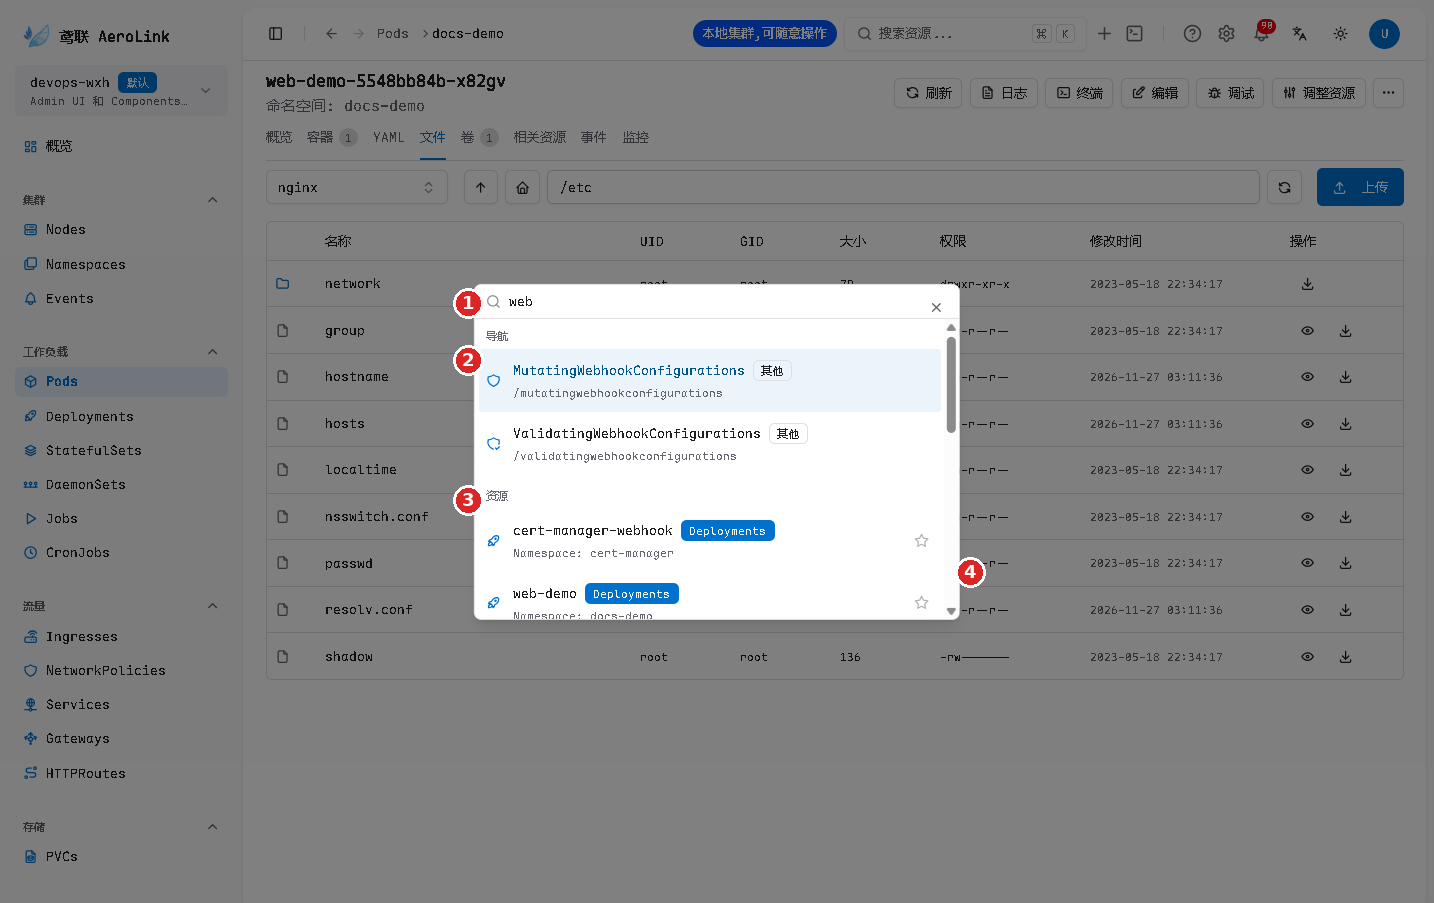 鸢联 AeroLink
devops-wxh 默认
Admin UI 和 Components...
概览
集群
Nodes
Namespaces
Events
工作负载
Pods
Deployments
StatefulSets
DaemonSets
Jobs
CronJobs
流量
Ingresses
NetworkPolicies
Services
Gateways
HTTPRoutes
存储
PVCs
Pods docs-demo
本地集群,可随意操作
搜索资源... ⌘ K
90
U
web-demo-5548bb84b-x82gv
命名空间: docs-demo
刷新 日志 终端 编辑 调试 调整资源
概览 容器 1 YAML 文件 卷 1 相关资源 事件 监控
nginx /etc 上传
名称 UID GID 大小 权限 修改时间 操作
network 2023-05-18 22:34:17
group 2023-05-18 22:34:17
hostname 2026-11-27 03:11:36
hosts 2026-11-27 03:11:36
localtime 2023-05-18 22:34:17
nsswitch.conf 2023-05-18 22:34:17
passwd 2023-05-18 22:34:17
resolv.conf 2026-11-27 03:11:36
shadow root root 136 -rw------- 2023-05-18 22:34:17
1 web
导航
2
MutatingWebhookConfigurations 其他
/mutatingwebhookconfigurations
ValidatingWebhookConfigurations 其他
/validatingwebhookconfigurations
3 资源
cert-manager-webhook Deployments
Namespace: cert-manager
4
web-demo Deployments
Namespace: docs-demo